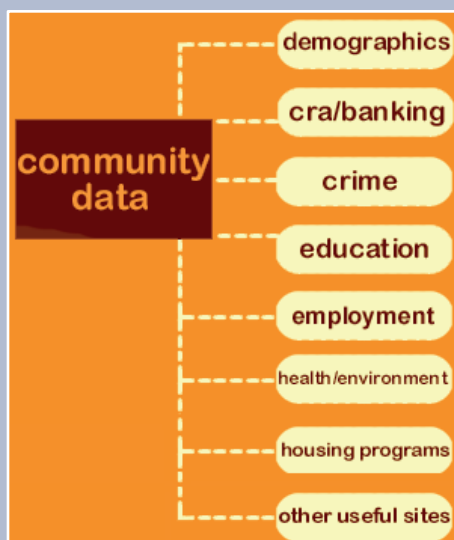 community
data
demographics
cra/banking
crime
education
employment
health/environment
housing programs
other useful sites